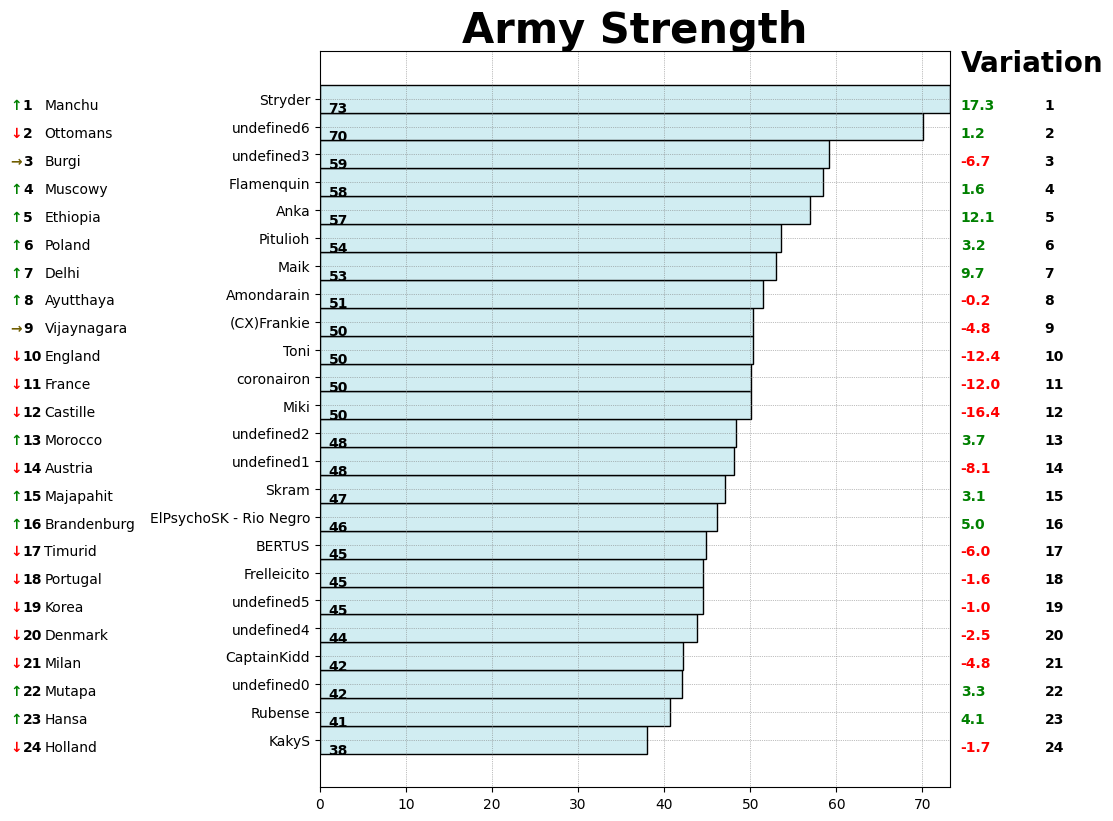 Army Strength
Variation
↑1 Manchu Stryder 73 17.3 1
↓2 Ottomans undefined6 70 1.2 2
→3 Burgi undefined3 59 -6.7 3
↑4 Muscowy Flamenquin 58 1.6 4
↑5 Ethiopia Anka 57 12.1 5
↑6 Poland Pitulioh 54 3.2 6
↑7 Delhi Maik 53 9.7 7
↑8 Ayutthaya Amondarain 51 -0.2 8
→9 Vijaynagara (CX)Frankie 50 -4.8 9
↓10 England Toni 50 -12.4 10
↓11 France coronairon 50 -12.0 11
↓12 Castille Miki 50 -16.4 12
↑13 Morocco undefined2 48 3.7 13
↓14 Austria undefined1 48 -8.1 14
↑15 Majapahit Skram 47 3.1 15
↑16 Brandenburg ElPsychoSK - Rio Negro 46 5.0 16
↓17 Timurid BERTUS 45 -6.0 17
↓18 Portugal Frelleicito 45 -1.6 18
↓19 Korea undefined5 45 -1.0 19
↓20 Denmark undefined4 44 -2.5 20
↓21 Milan CaptainKidd 42 -4.8 21
↑22 Mutapa undefined0 42 3.3 22
↑23 Hansa Rubense 41 4.1 23
↓24 Holland KakyS 38 -1.7 24
0 10 20 30 40 50 60 70